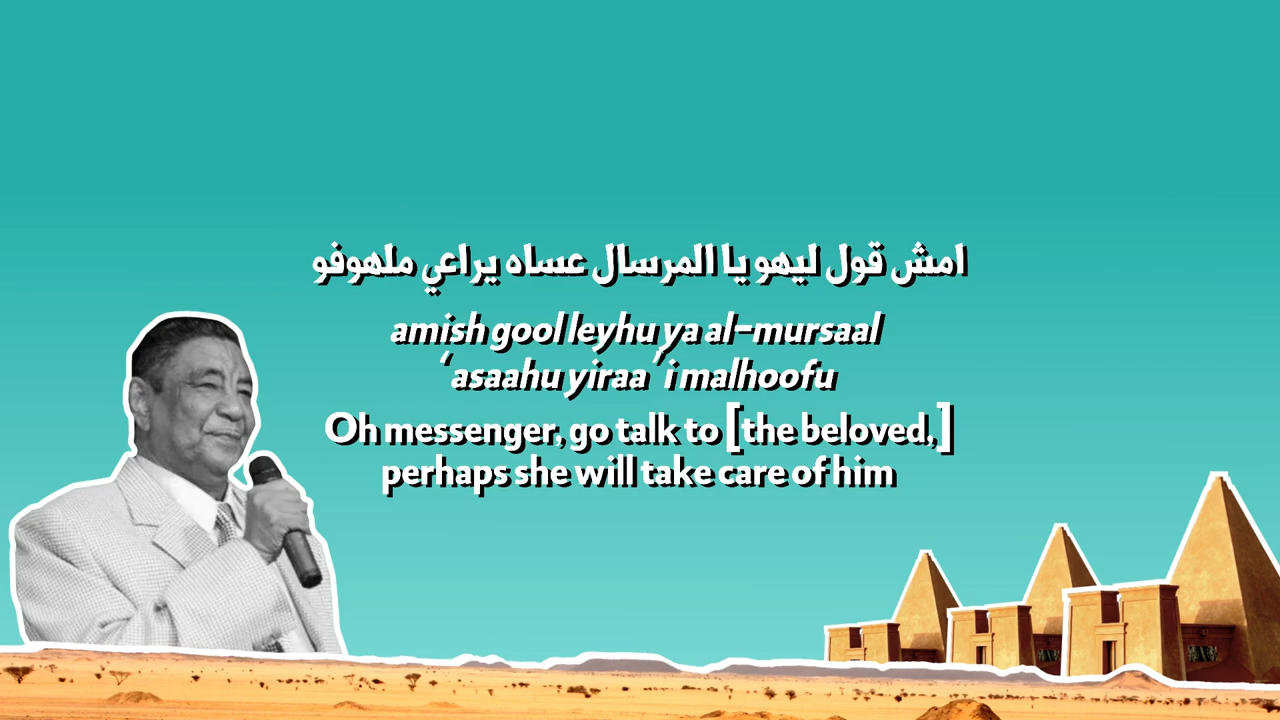 امش قول ليهو يا المرسال عساه يراعي ملهوفو
amish gool leyhu ya al-mursaal
‘asaahu yiraa’i malhoofu
Oh messenger, go talk to [the beloved,]
perhaps she will take care of him